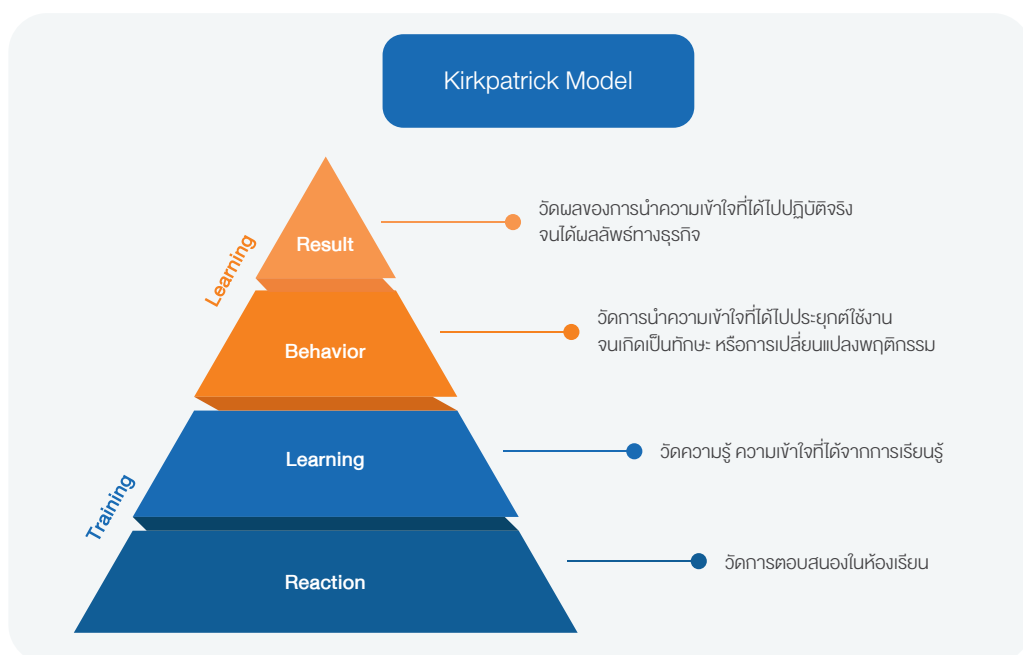 Kirkpatrick Model
Result
วัดผลของการนำความเข้าใจที่ได้ไปปฏิบัติจริง
จนได้ผลลัพธ์ทางธุรกิจ
Learning
Behavior
วัดการนำความเข้าใจที่ได้ไปประยุกต์ใช้งาน
จนเกิดเป็นทักษะ หรือการเปลี่ยนแปลงพฤติกรรม
Learning
วัดความรู้ ความเข้าใจที่ได้จากการเรียนรู้
Training
Reaction
วัดการตอบสนองในห้องเรียน